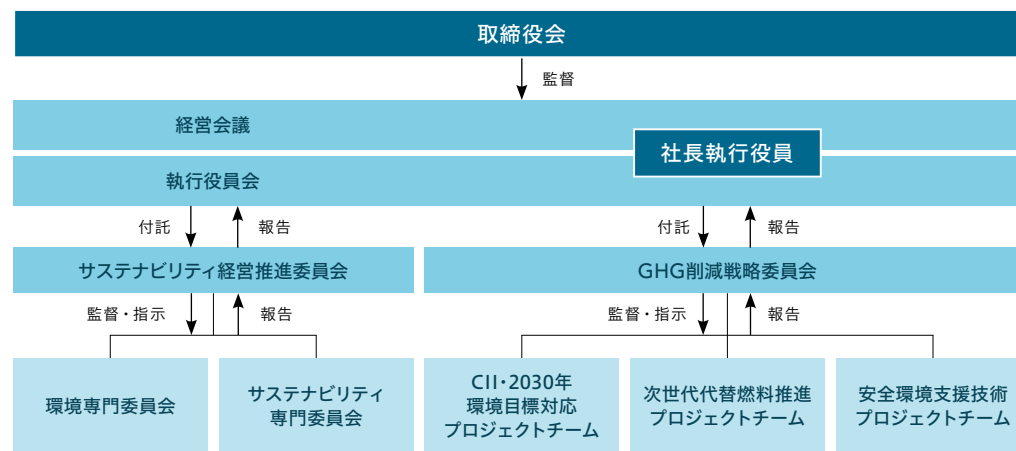 取締役会
監督
経営会議
社長執行役員
執行役員会
付託
報告
付託
報告
サステナビリティ経営推進委員会
GHG削減戦略委員会
監督・指示
報告
監督・指示
報告
環境専門委員会
サステナビリティ
専門委員会
CII・2030年
環境目標対応
プロジェクトチーム
次世代代替燃料推進
プロジェクトチーム
安全環境支援技術
プロジェクトチーム